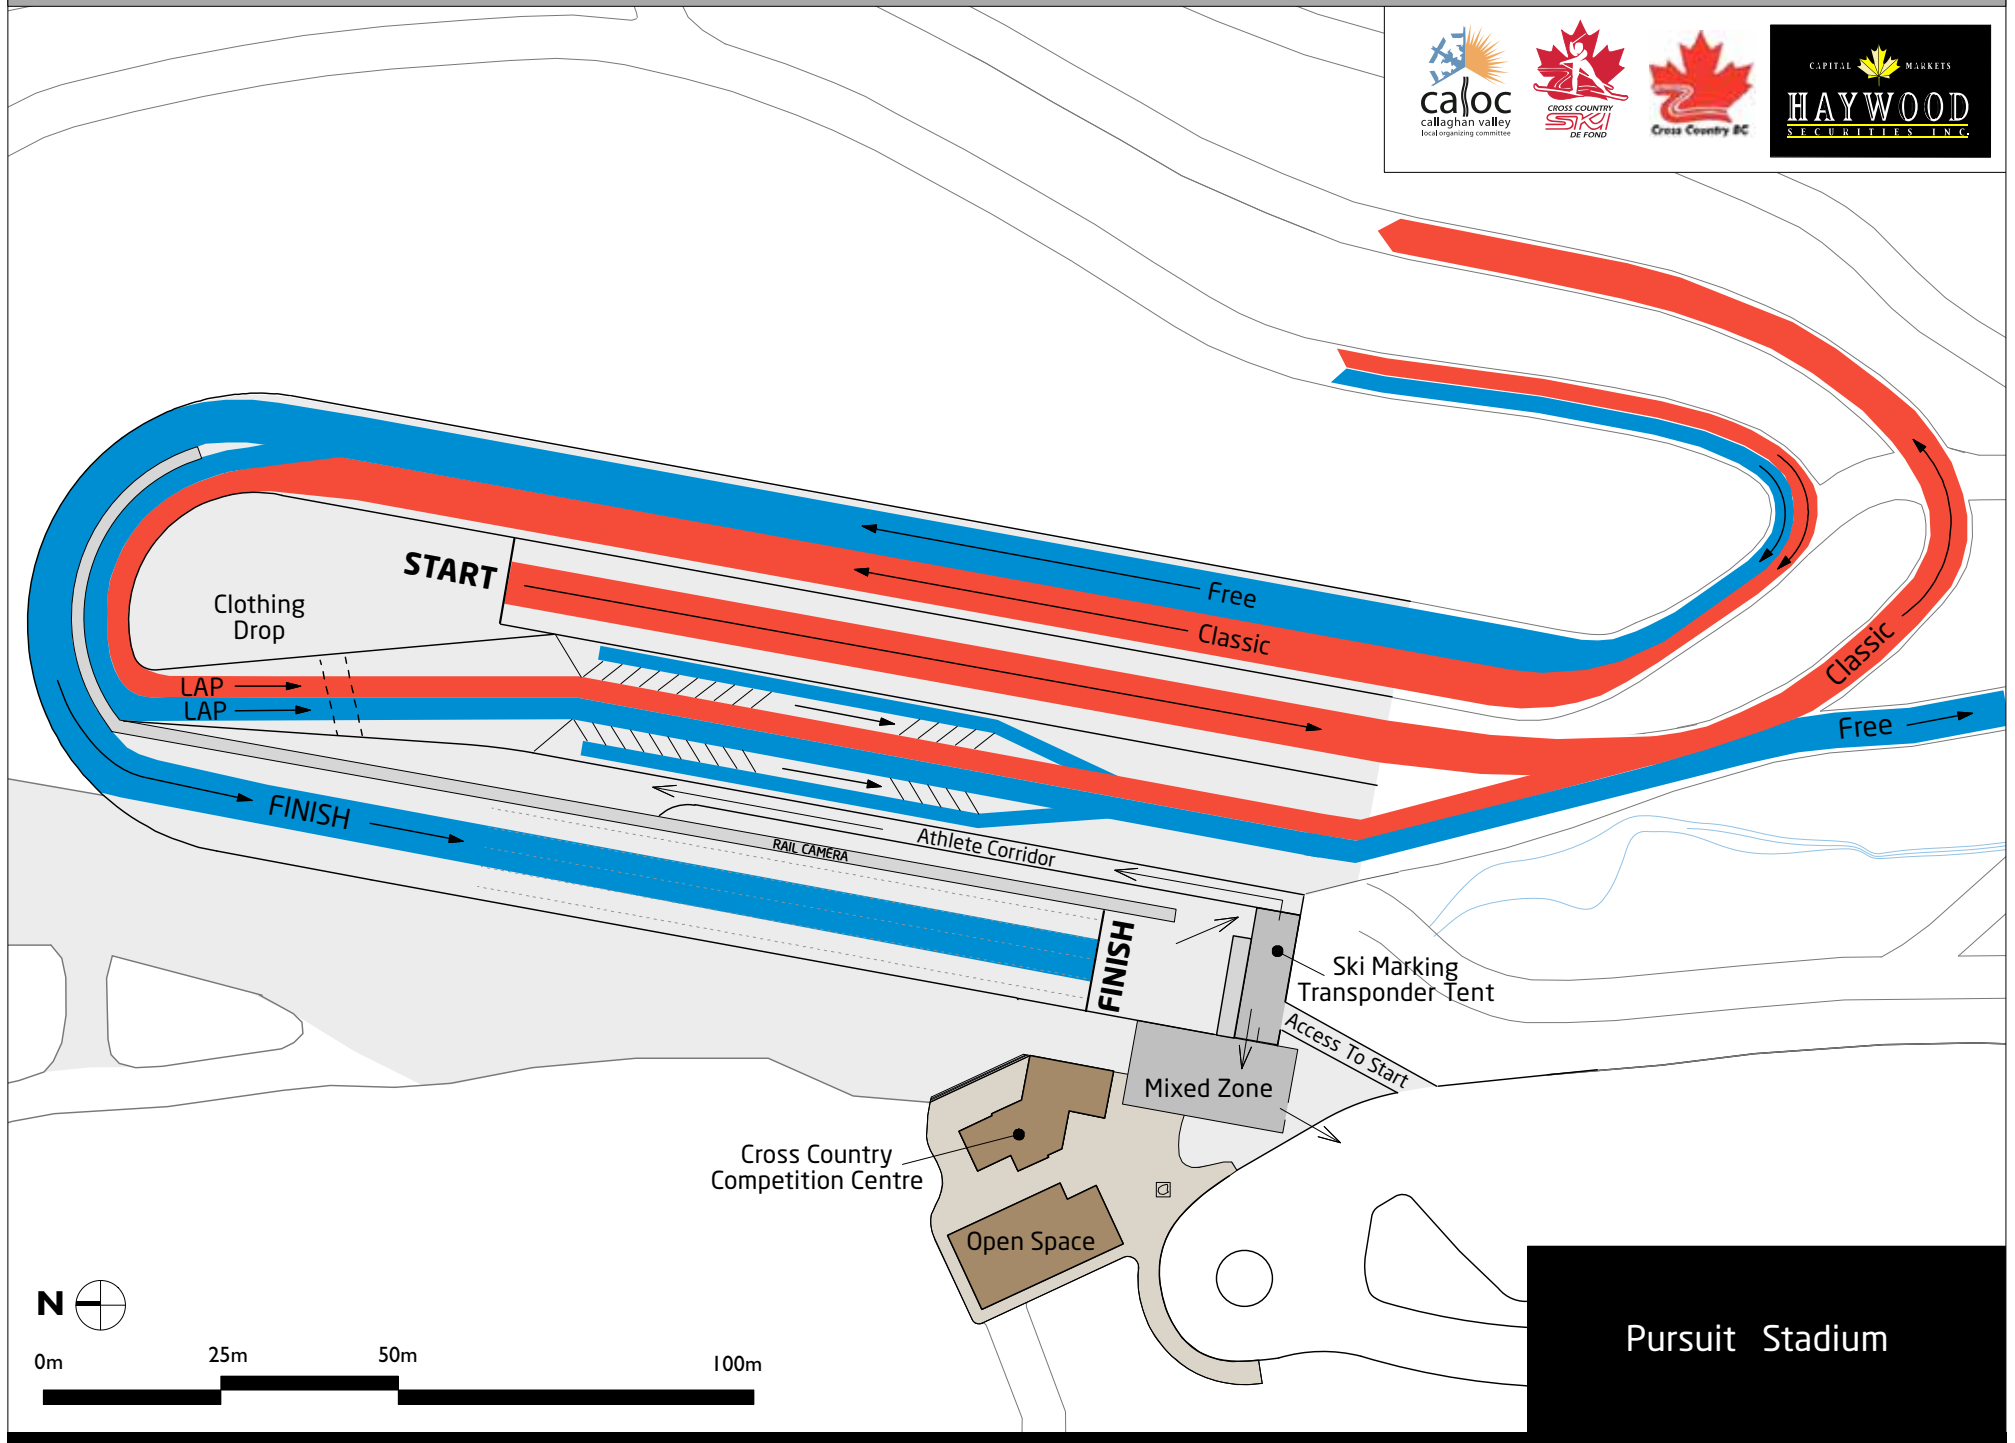 caloc
callaghan valley
local organizing committee
CROSS COUNTRY
SKI
DE FOND
Cross Country BC
CAPITAL MARKETS
HAYWOOD
SECURITIES INC.
START
Free
Classic
Clothing
Drop
LAP
LAP
Classic
Free
FINISH
RAIL CAMERA
Athlete Corridor
FINISH
Ski Marking
Transponder Tent
Access To Start
Mixed Zone
Cross Country
Competition Centre
Open Space
N
0m 25m 50m 100m
Pursuit Stadium